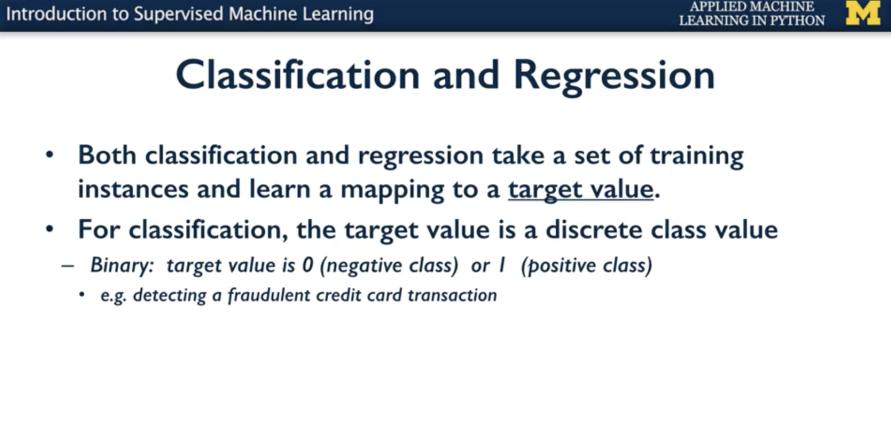 Introduction to Supervised Machine Learning
APPLIED MACHINE
LEARNING IN PYTHON
M
Classification and Regression
• Both classification and regression take a set of training
instances and learn a mapping to a target value.
• For classification, the target value is a discrete class value
– Binary: target value is 0 (negative class) or 1 (positive class)
• e.g. detecting a fraudulent credit card transaction